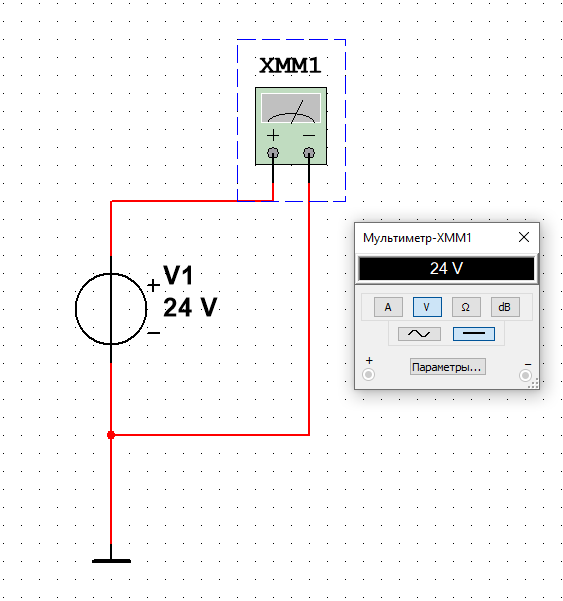 XMM1
+ −
+ V1
24 V
−
Мультиметр-XMM1
24 V
A V Ω dB
+ −
Параметры...